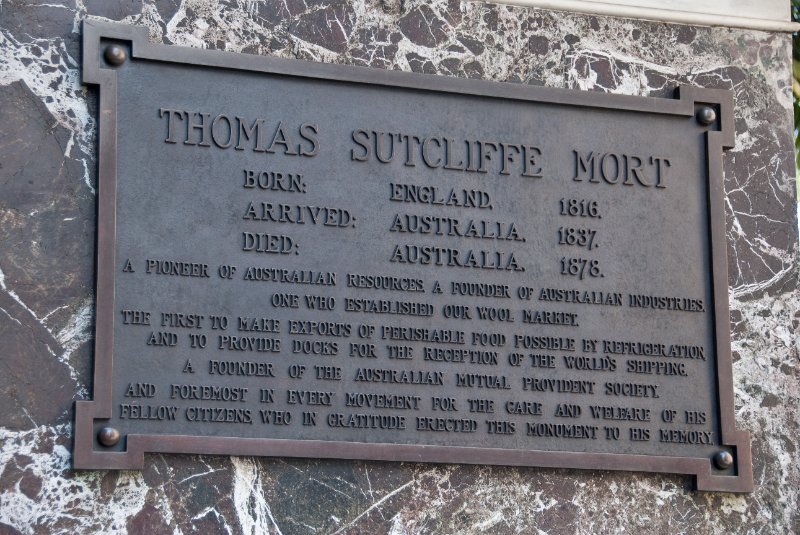 THOMAS SUTCLIFFE MORT
BORN: ENGLAND. 1816.
ARRIVED: AUSTRALIA. 1837.
DIED: AUSTRALIA. 1878.
A PIONEER OF AUSTRALIAN RESOURCES, A FOUNDER OF AUSTRALIAN INDUSTRIES.
ONE WHO ESTABLISHED OUR WOOL MARKET.
THE FIRST TO MAKE EXPORTS OF PERISHABLE FOOD POSSIBLE BY REFRIGERATION,
AND TO PROVIDE DOCKS FOR THE RECEPTION OF THE WORLD'S SHIPPING.
A FOUNDER OF THE AUSTRALIAN MUTUAL PROVIDENT SOCIETY.
AND FOREMOST IN EVERY MOVEMENT FOR THE CARE AND WELFARE OF HIS
FELLOW CITIZENS, WHO IN GRATITUDE ERECTED THIS MONUMENT TO HIS MEMORY.